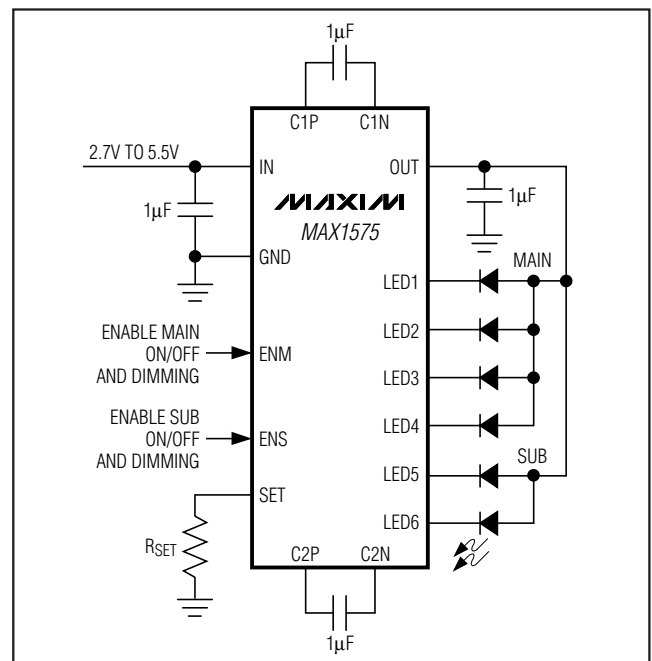 1μF
C1P C1N
2.7V TO 5.5V
IN
OUT
1μF
1μF
MAXIM
MAX1575
GND
MAIN
LED1
LED2
ENABLE MAIN
ON/OFF
AND DIMMING
ENM
LED3
LED4
ENABLE SUB
ON/OFF
AND DIMMING
ENS
SUB
LED5
SET
LED6
RSET
C2P C2N
1μF